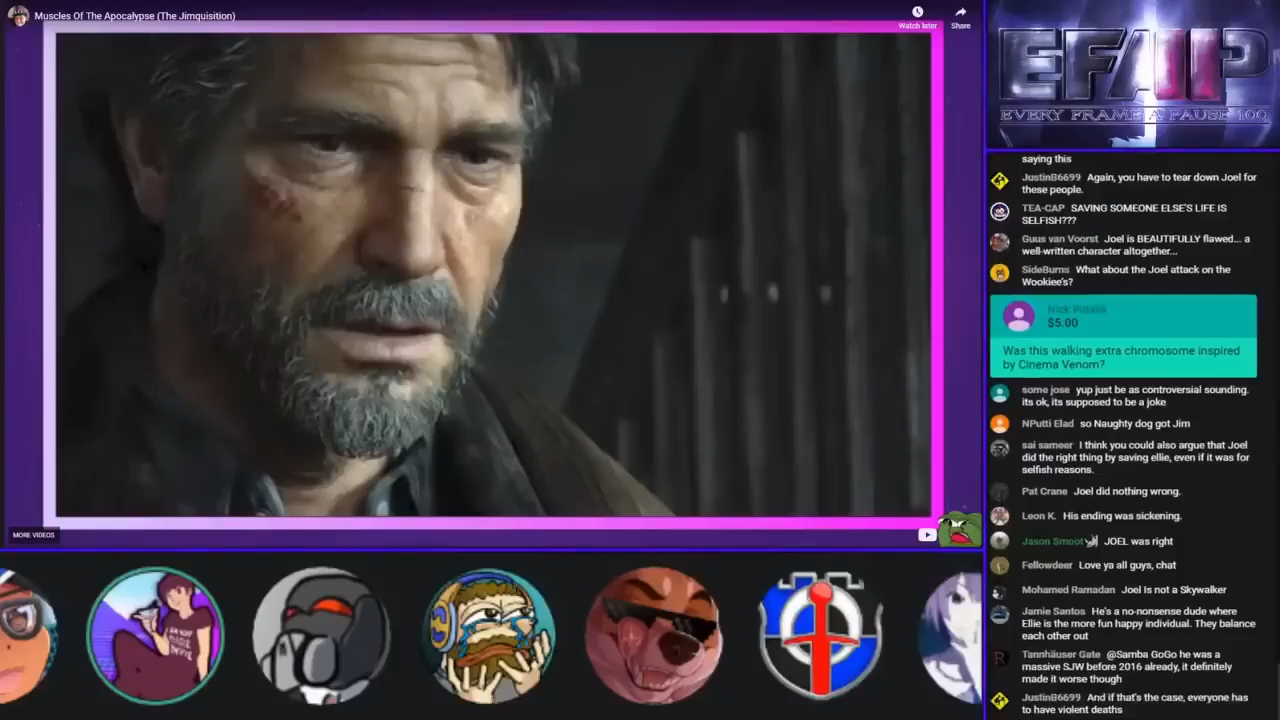 Muscles Of The Apocalypse (The Jimquisition)
Watch later
Share
MORE VIDEOS
EFAP
EVERY FRAME A PAUSE 100
saying this
JustinB6699 Again, you have to tear down Joel for
these people.
TEA-CAP SAVING SOMEONE ELSE'S LIFE IS
SELFISH???
Guus van Voorst Joel is BEAUTIFULLY flawed... a
well-written character altogether...
SideBurns What about the Joel attack on the
Wookiee's?
Nick
$5.00
Was this walking extra chromosome inspired
by Cinema Venom?
some jose yup just be as controversial sounding.
its ok, its supposed to be a joke
NPutti Elad so Naughty dog got Jim
sai sameer I think you could also argue that Joel
did the right thing by saving ellie, even if it was for
selfish reasons.
Pat Crane Joel did nothing wrong.
Leon K. His ending was sickening.
Jason Smoot JOEL was right
Fellowdeer Love ya all guys, chat
Mohamed Ramadan Joel Is not a Skywalker
Jamie Santos He's a no-nonsense dude where
Ellie is the more fun happy individual. They balance
each other out
Tannhäuser Gate @Samba GoGo he was a
massive SJW before 2016 already, it definitely
made it worse though
JustinB6699 And if that's the case, everyone has
to have violent deaths